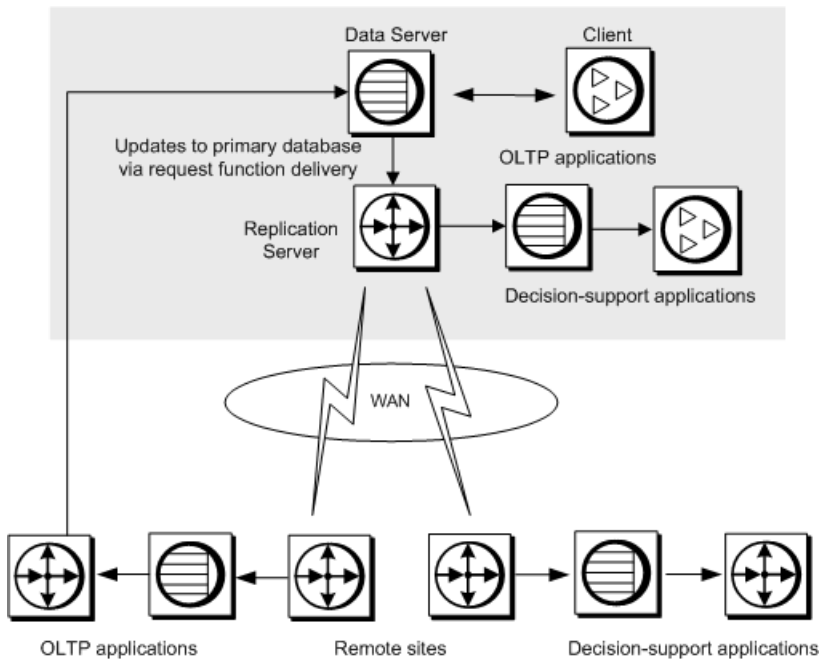 Data Server
Client
Updates to primary database
via request function delivery
OLTP applications
Replication
Server
Decision-support applications
WAN
OLTP applications
Remote sites
Decision-support applications